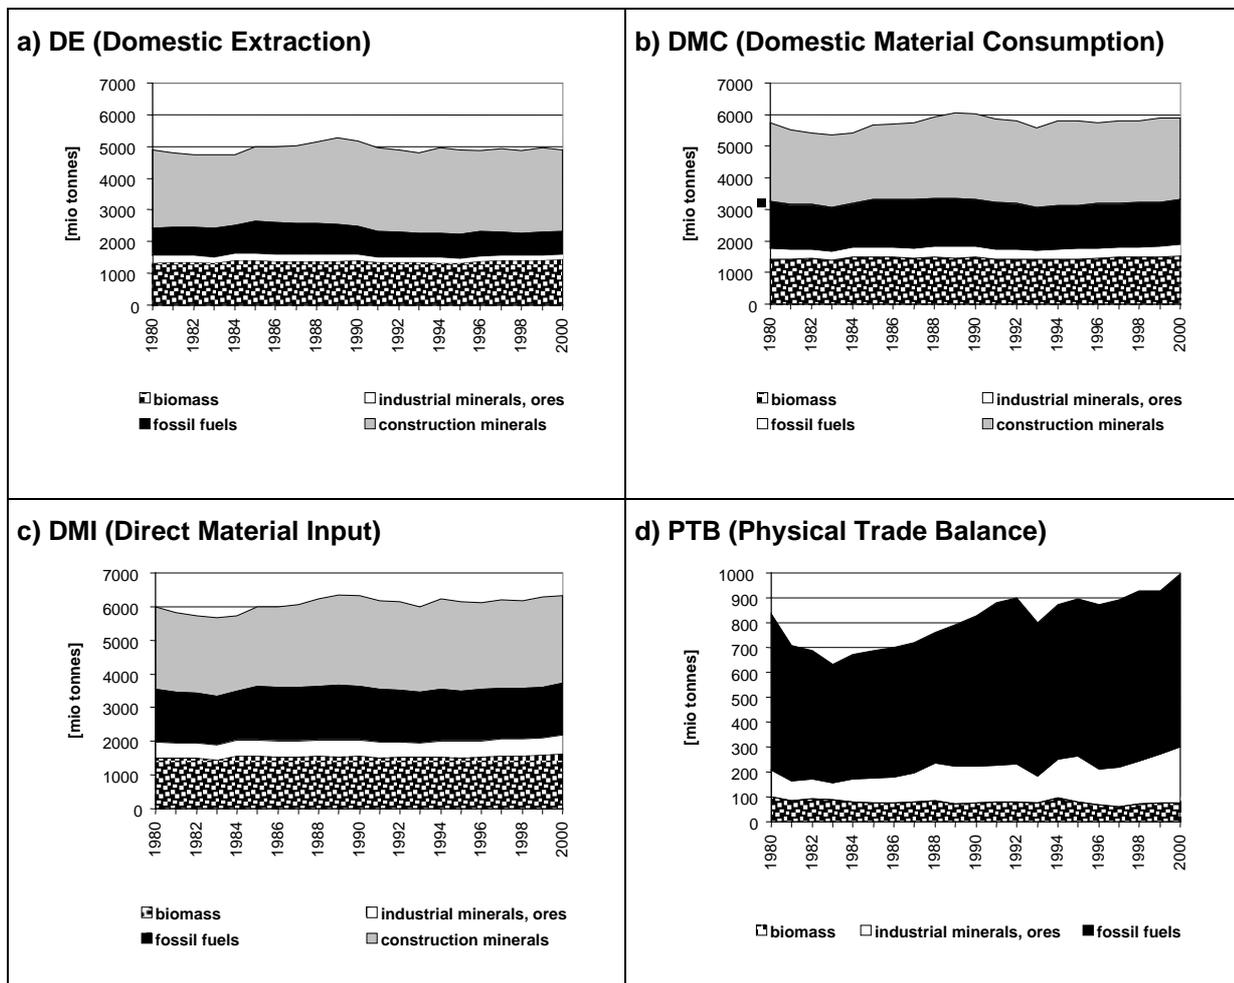 a) DE (Domestic Extraction)
[mio tonnes]
7000
6000
5000
4000
3000
2000
1000
0
1980 1982 1984 1986 1988 1990 1992 1994 1996 1998 2000
biomass industrial minerals, ores
fossil fuels construction minerals
b) DMC (Domestic Material Consumption)
[mio tonnes]
7000
6000
5000
4000
3000
2000
1000
0
1980 1982 1984 1986 1988 1990 1992 1994 1996 1998 2000
biomass industrial minerals, ores
fossil fuels construction minerals
c) DMI (Direct Material Input)
[mio tonnes]
7000
6000
5000
4000
3000
2000
1000
0
1980 1982 1984 1986 1988 1990 1992 1994 1996 1998 2000
biomass industrial minerals, ores
fossil fuels construction minerals
d) PTB (Physical Trade Balance)
[mio tonnes]
1000
900
800
700
600
500
400
300
200
100
0
1980 1982 1984 1986 1988 1990 1992 1994 1996 1998 2000
biomass industrial minerals, ores fossil fuels